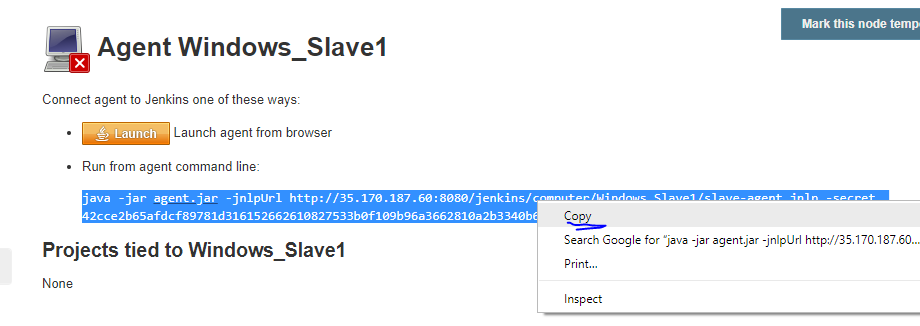 Mark this node tempo
Agent Windows_Slave1
Connect agent to Jenkins one of these ways:
Launch Launch agent from browser
Run from agent command line:
java -jar agent.jar -jnlpUrl http://35.170.187.60:8080/jenkins/computer/Windows_Slave1/slave-agent.jnlp -secret
42cce2b65afdcf89781d316152662610827533b0f109b96a3662810a2b3340b6
Copy
Search Google for "java -jar agent.jar -jnlpUrl http://35.170.187.60...
Print...
Inspect
Projects tied to Windows_Slave1
None